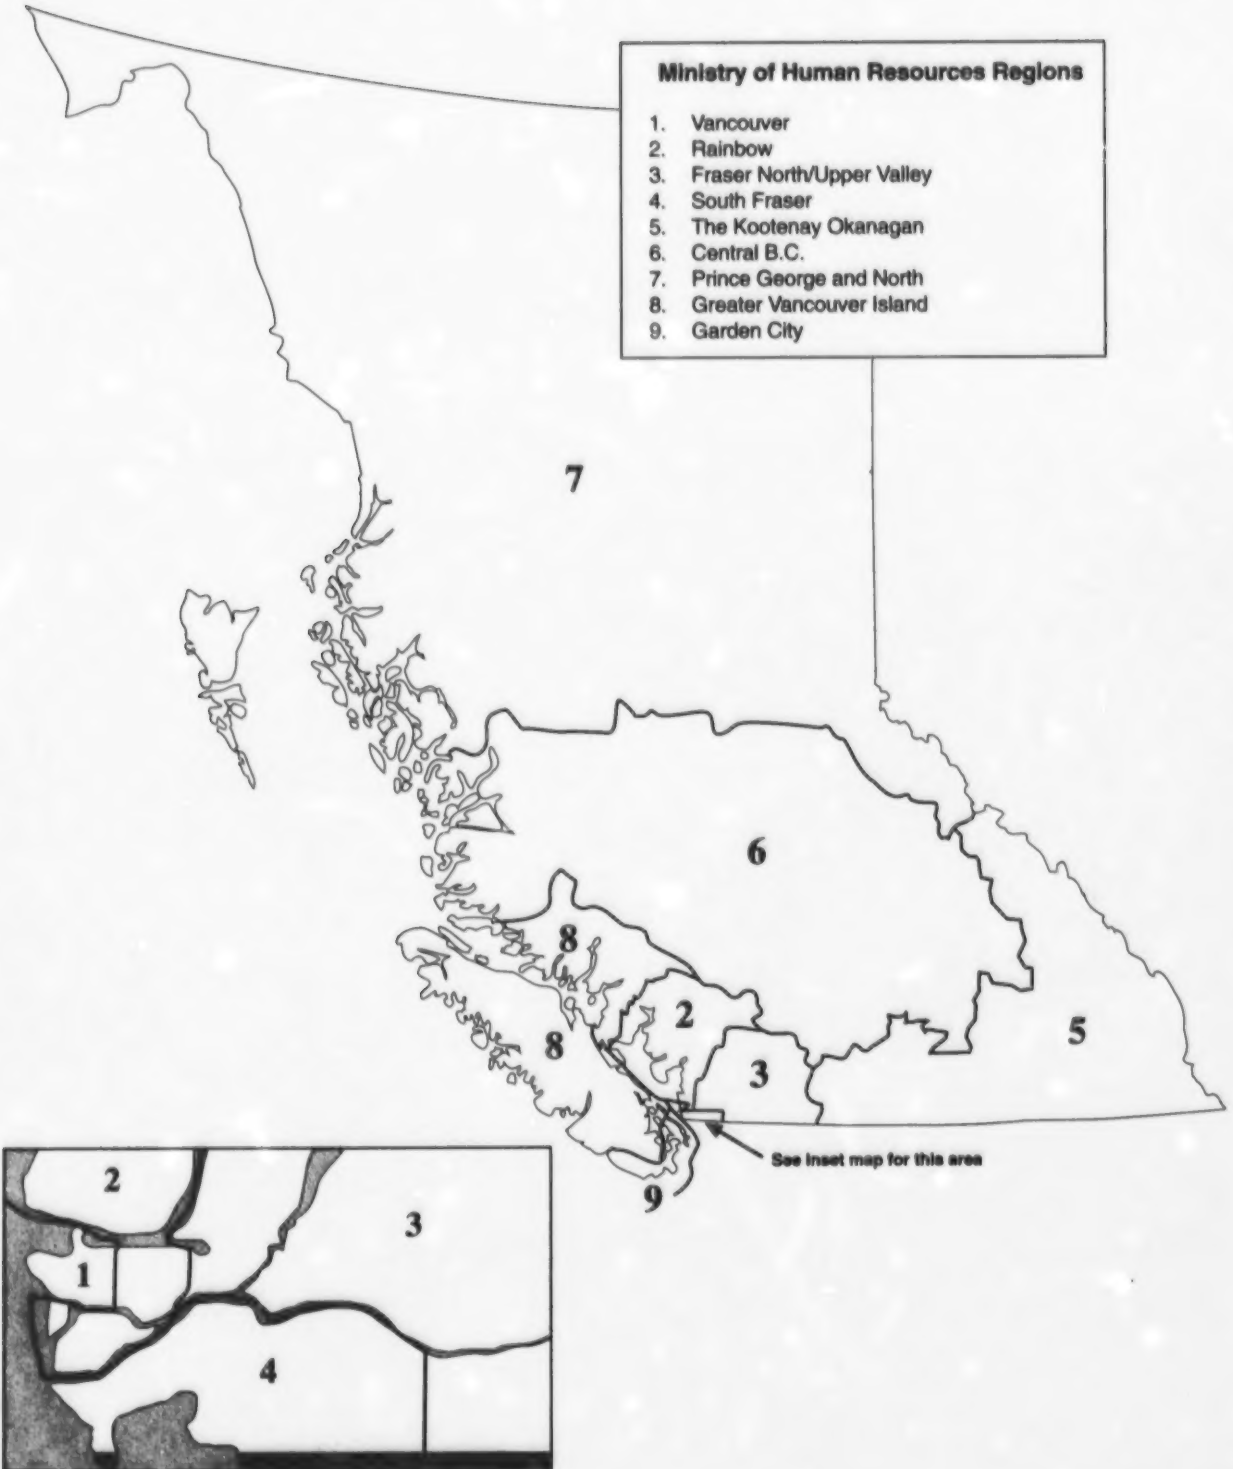 Ministry of Human Resources Regions
1. Vancouver
2. Rainbow
3. Fraser North/Upper Valley
4. South Fraser
5. The Kootenay Okanagan
6. Central B.C.
7. Prince George and North
8. Greater Vancouver Island
9. Garden City
7
6
8
2
8
5
3
See inset map for this area
9
2
3
1
4